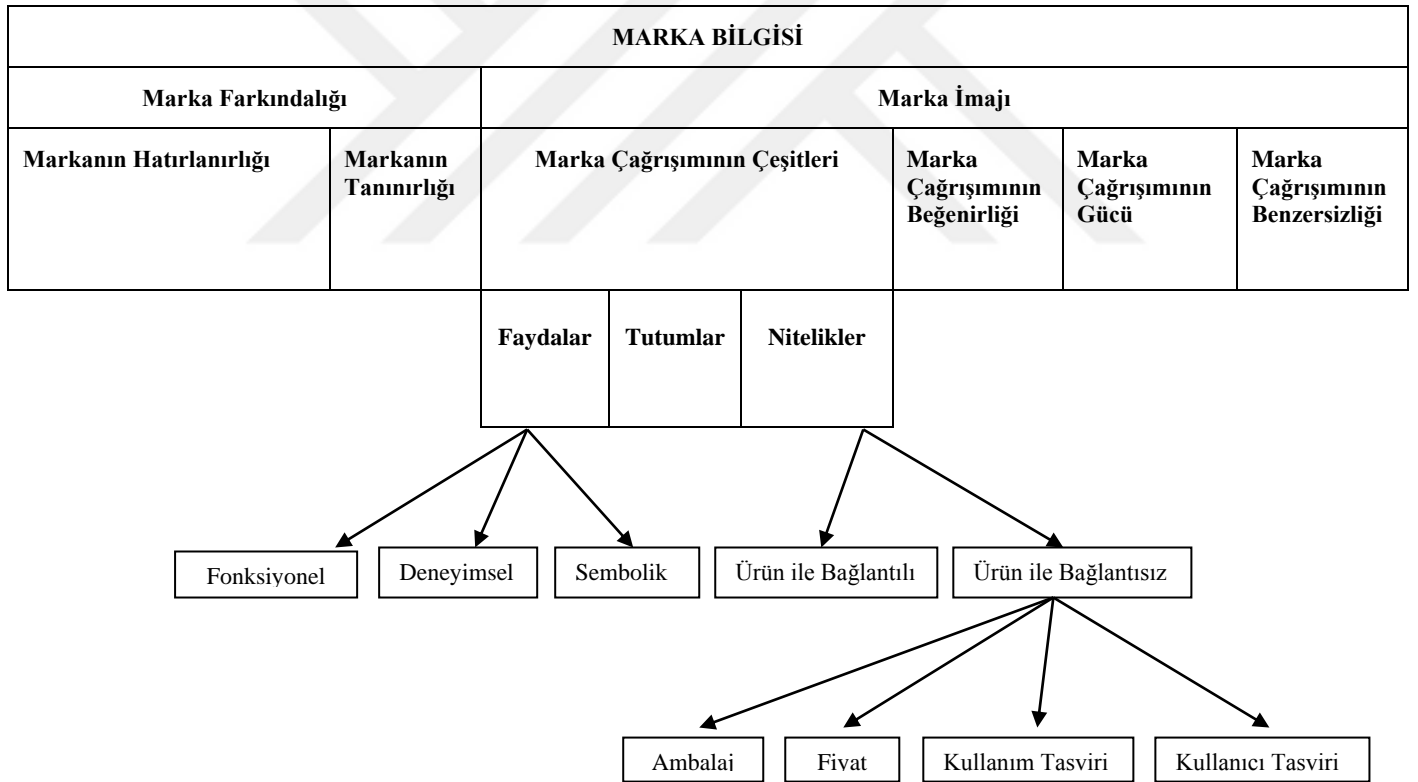 MARKA BİLGİSİ
Marka Farkındalığı
Marka İmajı
Markanın Hatırlanırlığı
Markanın
Tanınırlığı
Marka Çağrışımının Çeşitleri
Marka
Çağrışımının
Beğenirliği
Marka
Çağrışımının
Gücü
Marka
Çağrışımının
Benzersizliği
Faydalar
Tutumlar
Nitelikler
Fonksiyonel
Deneyimsel
Sembolik
Ürün ile Bağlantılı
Ürün ile Bağlantısız
Ambalaj
Fiyat
Kullanım Tasviri
Kullanıcı Tasviri